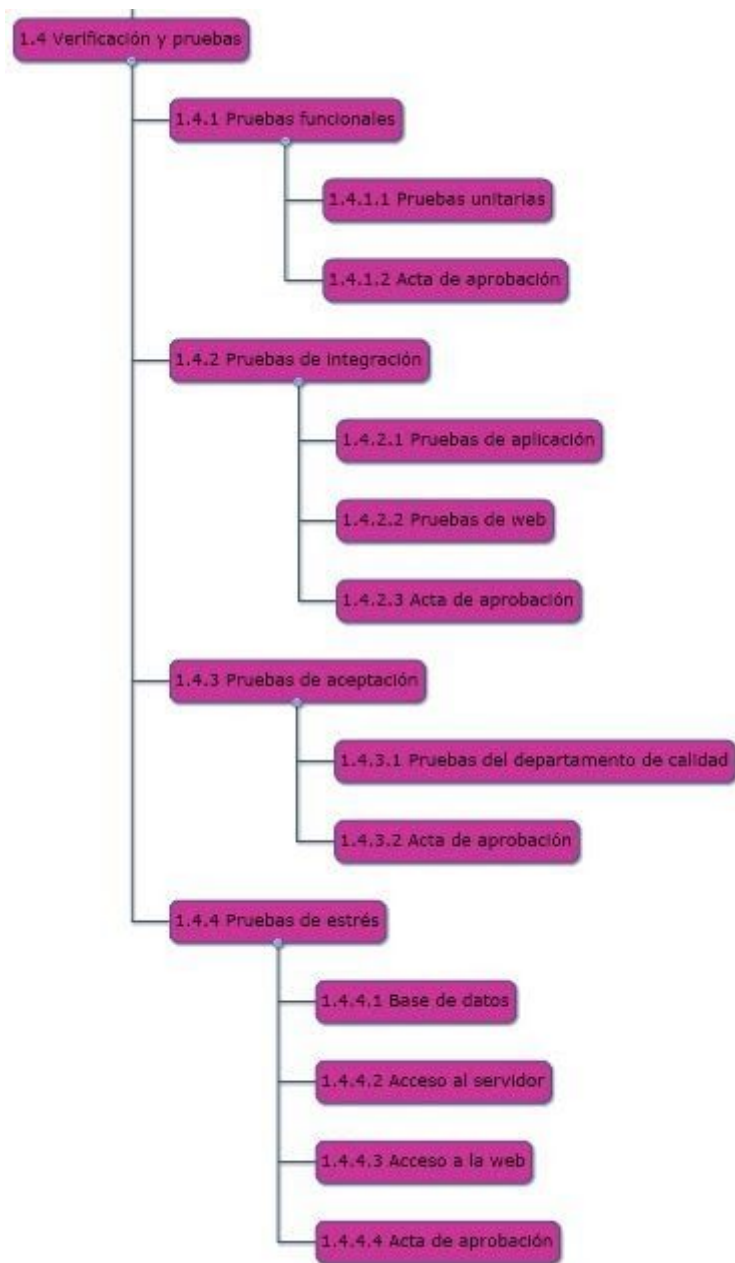 1.4 Verificación y pruebas
1.4.1 Pruebas funcionales
1.4.1.1 Pruebas unitarias
1.4.1.2 Acta de aprobación
1.4.2 Pruebas de integración
1.4.2.1 Pruebas de aplicación
1.4.2.2 Pruebas de web
1.4.2.3 Acta de aprobación
1.4.3 Pruebas de aceptación
1.4.3.1 Pruebas del departamento de calidad
1.4.3.2 Acta de aprobación
1.4.4 Pruebas de estrés
1.4.4.1 Base de datos
1.4.4.2 Acceso al servidor
1.4.4.3 Acceso a la web
1.4.4.4 Acta de aprobación